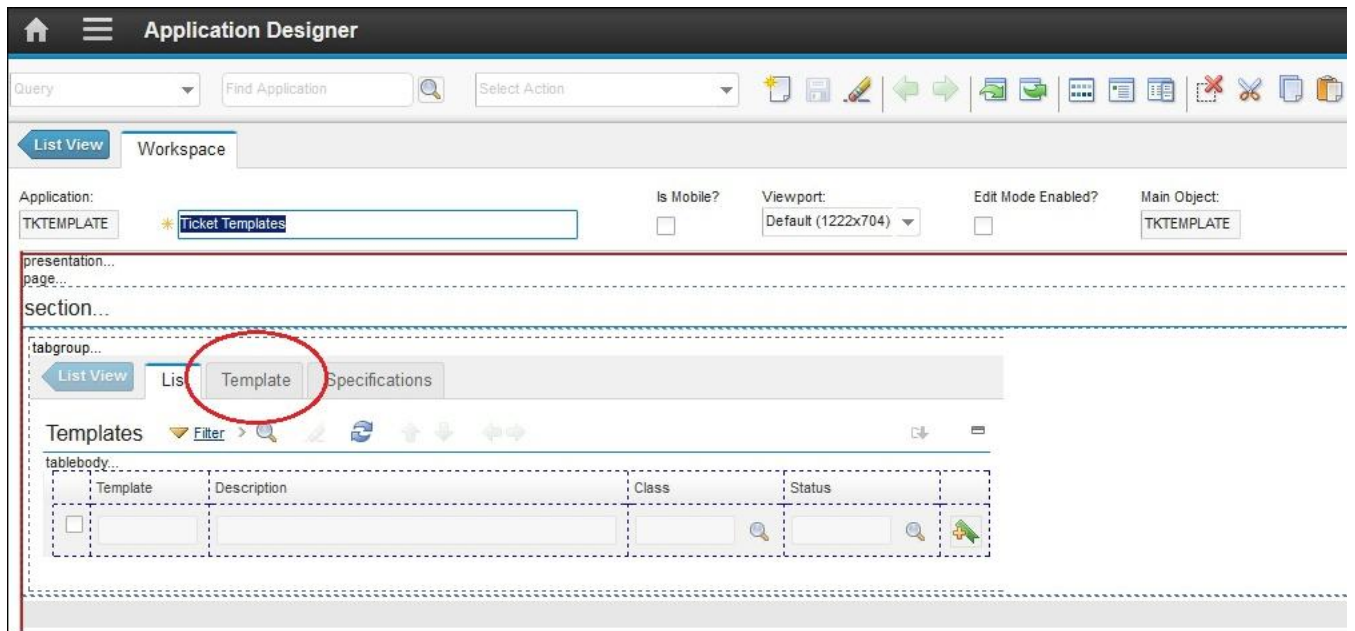 Application Designer
Query Find Application Select Action
List View Workspace
Application: Is Mobile? Viewport: Edit Mode Enabled? Main Object:
TKTEMPLATE * Ticket Templates Default (1222x704) TKTEMPLATE
presentation...
page...
section...
tabgroup...
List View List Template Specifications
Templates Filter >
tablebody...
Template Description Class Status